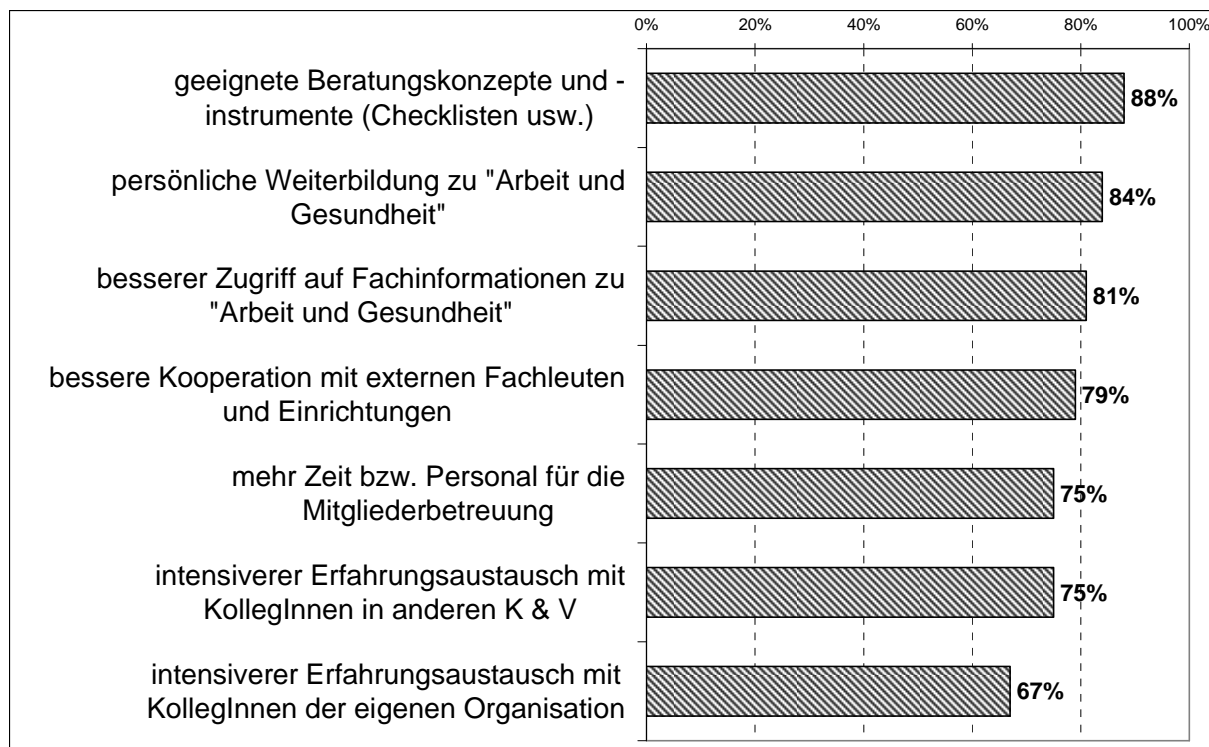 0% 20% 40% 60% 80% 100%
geeignete Beratungskonzepte und -
instrumente (Checklisten usw.)
88%
persönliche Weiterbildung zu "Arbeit und
Gesundheit"
84%
besserer Zugriff auf Fachinformationen zu
"Arbeit und Gesundheit"
81%
bessere Kooperation mit externen Fachleuten
und Einrichtungen
79%
mehr Zeit bzw. Personal für die
Mitgliederbetreuung
75%
intensiverer Erfahrungsaustausch mit
KollegInnen in anderen K & V
75%
intensiverer Erfahrungsaustausch mit
KollegInnen der eigenen Organisation
67%